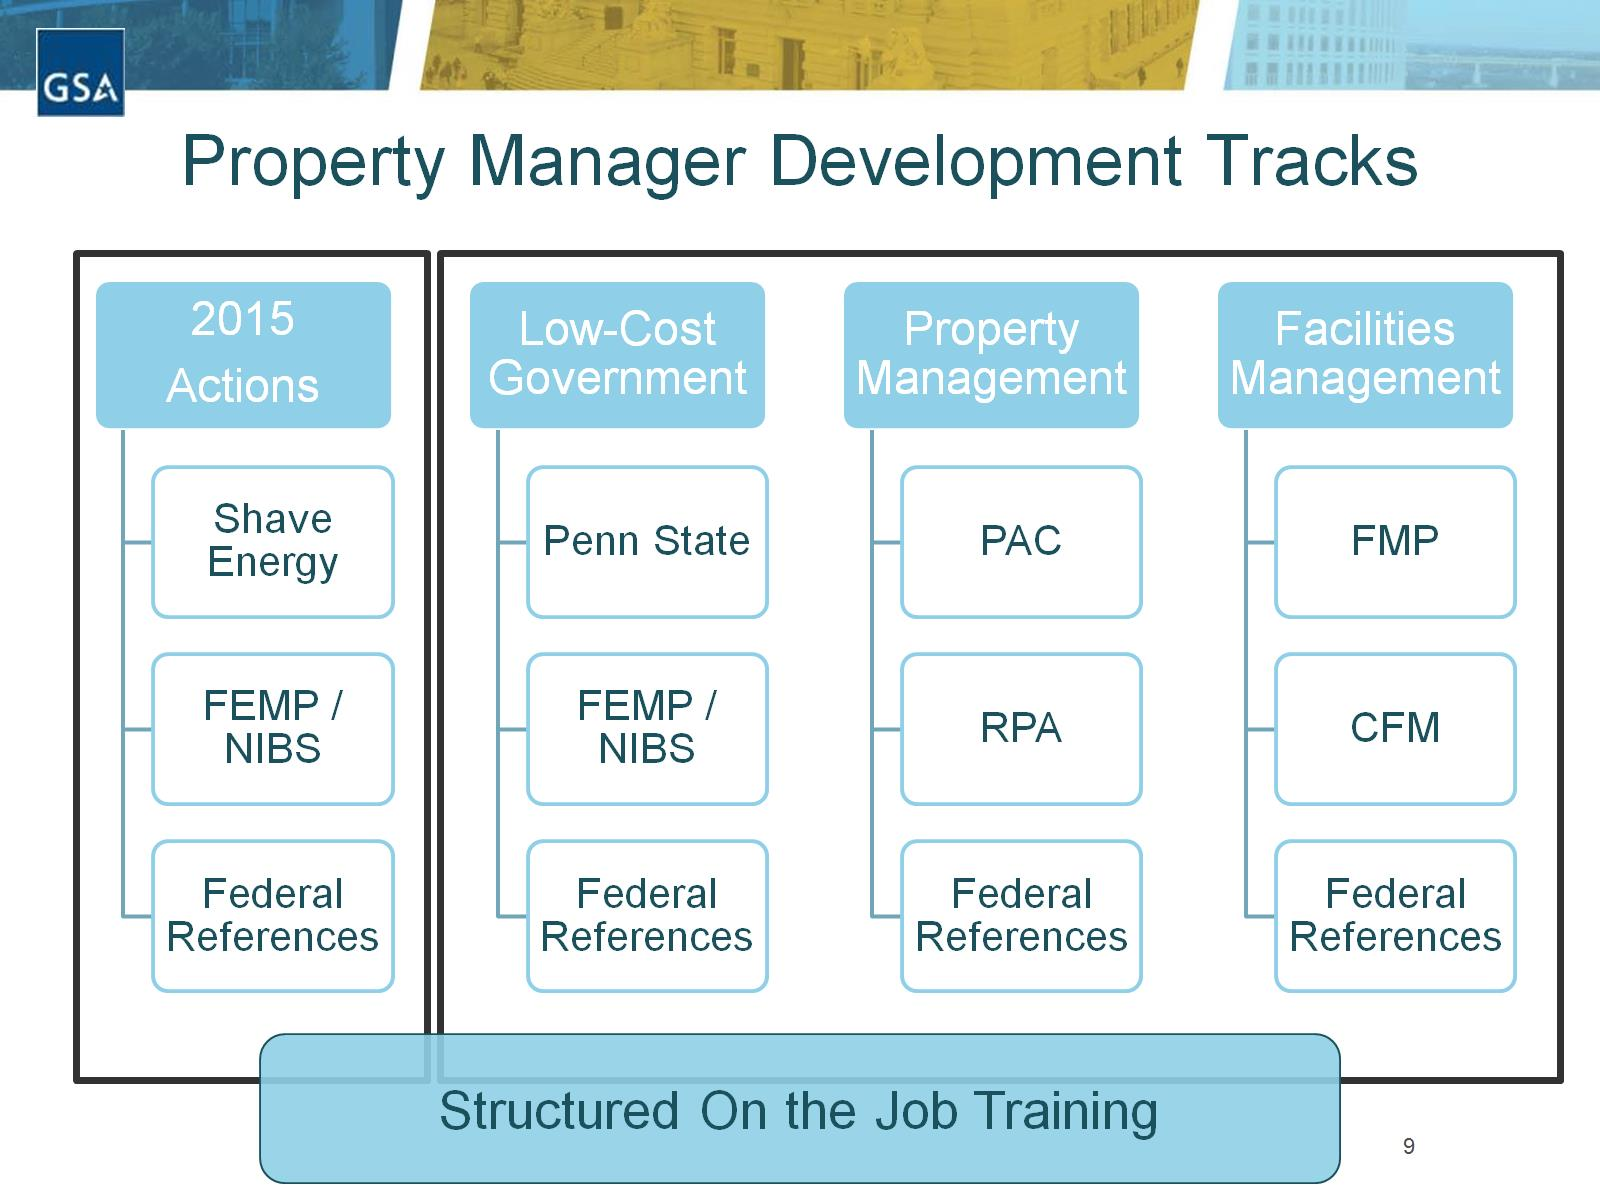 GSA
Property Manager Development Tracks
2015
Actions
Shave
Energy
FEMP /
NIBS
Federal
References
Low-Cost
Government
Penn State
FEMP /
NIBS
Federal
References
Property
Management
PAC
RPA
Federal
References
Facilities
Management
FMP
CFM
Federal
References
Structured On the Job Training
9